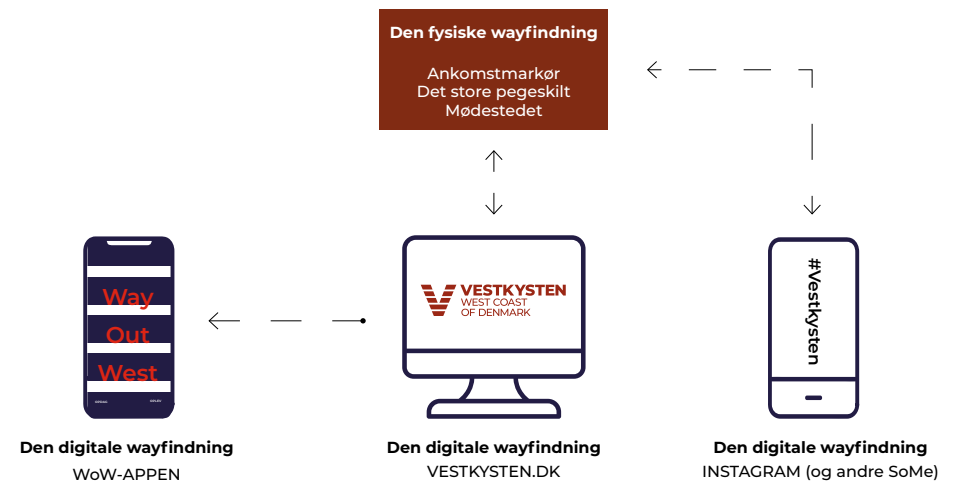 Den fysiske wayfindning
Ankomstmarkør
Det store pegeskilt
Mødestedet
Way
Out
West
VESTKYSTEN
WEST COAST
OF DENMARK
#Vestkysten
Den digitale wayfindning
WoW-APPEN
Den digitale wayfindning
VESTKYSTEN.DK
Den digitale wayfindning
INSTAGRAM (og andre SoMe)